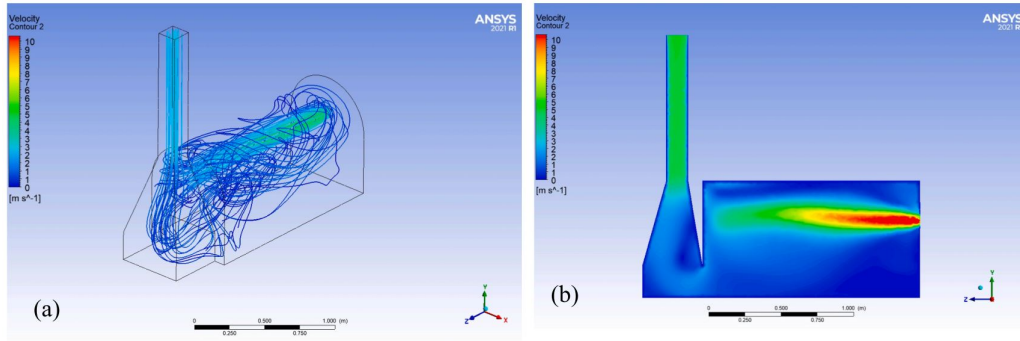 Velocity
Contour 2
10
9
8
7
6
5
4
3
2
1
0
[m s^-1]
ANSYS
2021 R1
(a)
0
0.500
1.000
(m)
0.250
0.750
Y
Z
X
Velocity
Contour 2
10
9
8
7
6
5
4
3
2
1
0
[m s^-1]
ANSYS
2021 R1
(b)
0
0.500
1.000
(m)
0.250
0.750
Y
Z